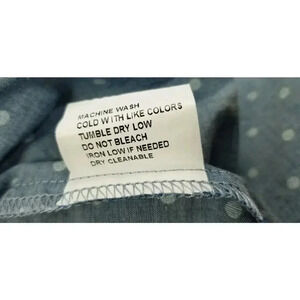 MACHINE WASH
COLD WITH LIKE COLORS
TUMBLE DRY LOW
DO NOT BLEACH
IRON LOW IF NEEDED
DRY CLEANABLE